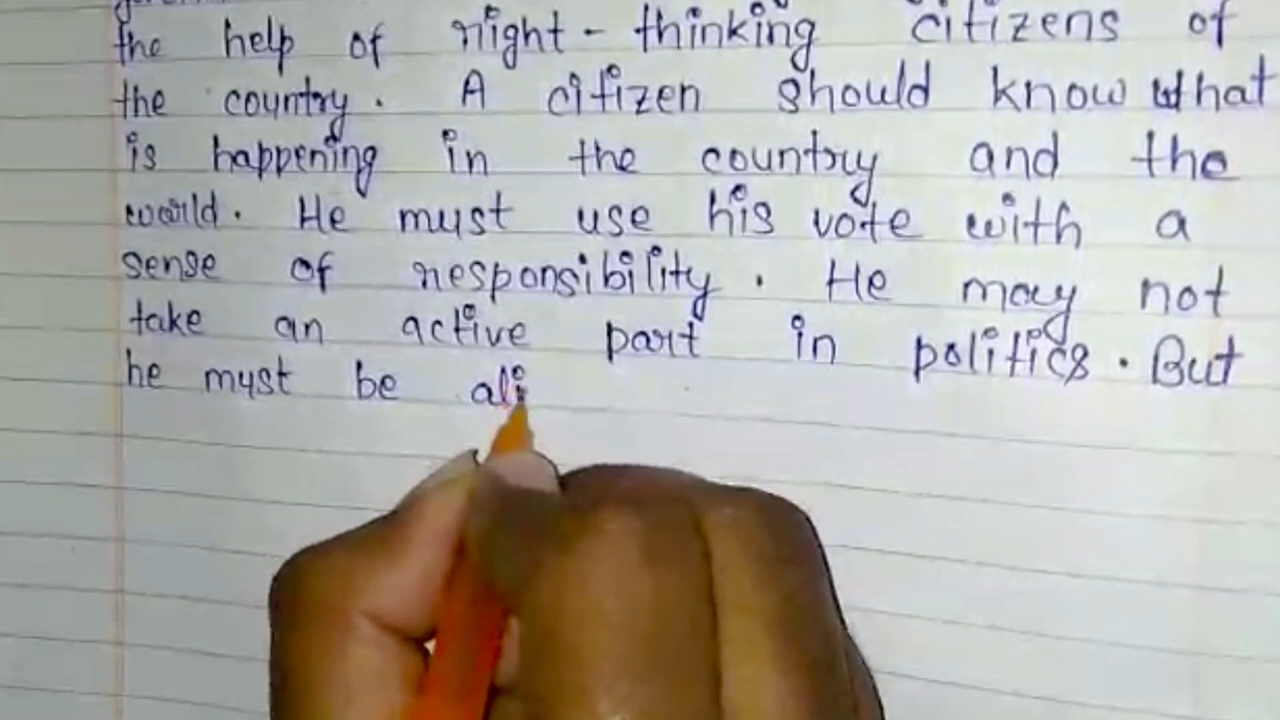 the help of right - thinking citizens of
the country. A citizen should know what
is happening in the country and the
world. He must use his vote with a
sense of responsibility. He may not
take an active part in politics. But
he must be ali